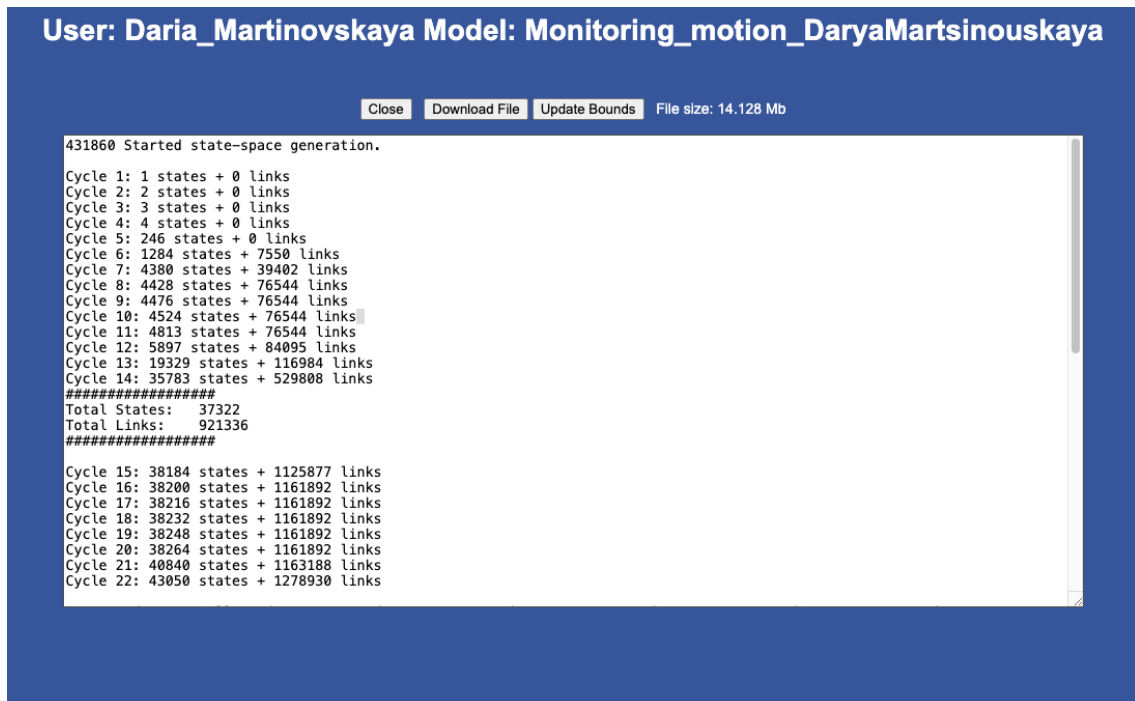 User: Daria_Martinovskaya Model: Monitoring_motion_DaryaMartsinouskaya
Close Download File Update Bounds File size: 14.128 Mb
431860 Started state-space generation.
Cycle 1: 1 states + 0 links
Cycle 2: 2 states + 0 links
Cycle 3: 3 states + 0 links
Cycle 4: 4 states + 0 links
Cycle 5: 246 states + 0 links
Cycle 6: 1284 states + 7550 links
Cycle 7: 4380 states + 39402 links
Cycle 8: 4428 states + 76544 links
Cycle 9: 4476 states + 76544 links
Cycle 10: 4524 states + 76544 links
Cycle 11: 4813 states + 76544 links
Cycle 12: 5897 states + 84095 links
Cycle 13: 19329 states + 116984 links
Cycle 14: 35783 states + 529808 links
##################
Total States: 37322
Total Links: 921336
##################
Cycle 15: 38184 states + 1125877 links
Cycle 16: 38200 states + 1161892 links
Cycle 17: 38216 states + 1161892 links
Cycle 18: 38232 states + 1161892 links
Cycle 19: 38248 states + 1161892 links
Cycle 20: 38264 states + 1161892 links
Cycle 21: 40840 states + 1163188 links
Cycle 22: 43050 states + 1278930 links